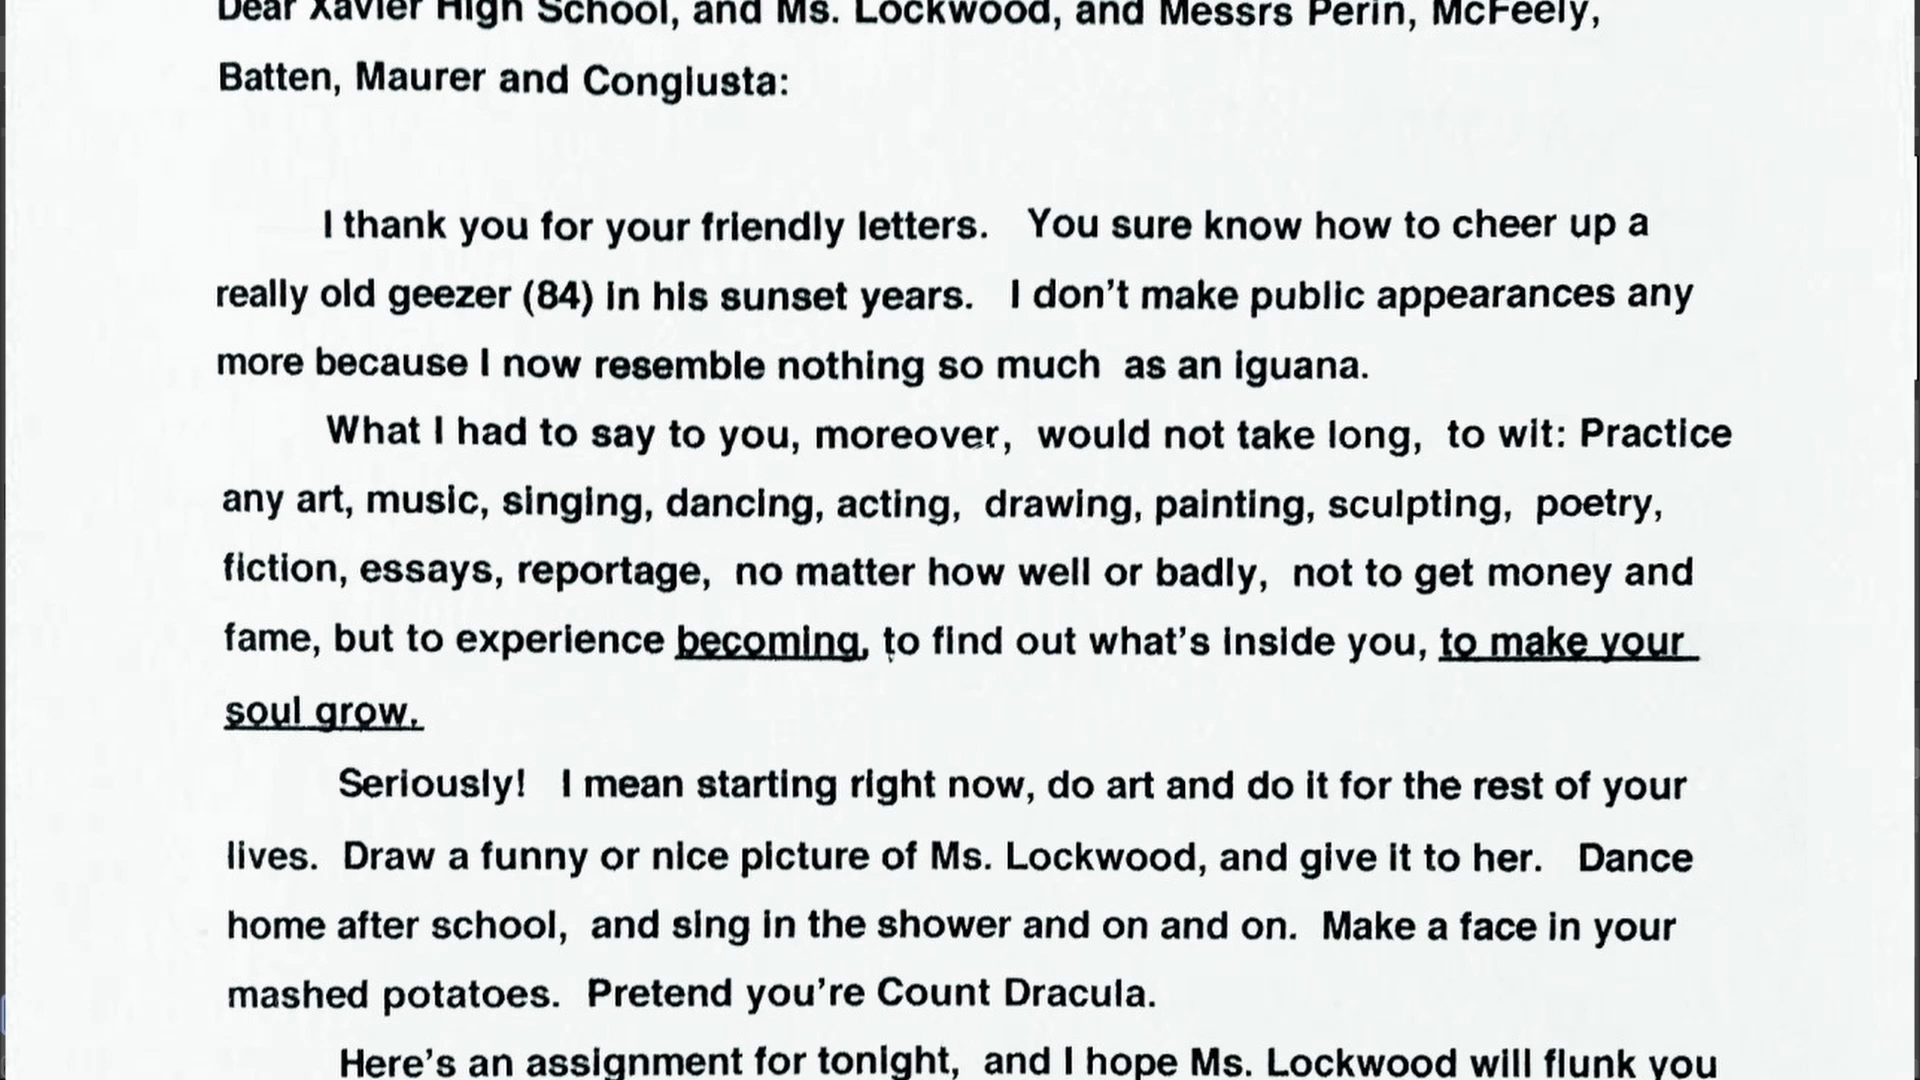 Dear Xavier High School, and Ms. Lockwood, and Messrs Perin, McFeely,
Batten, Maurer and Congiusta:
I thank you for your friendly letters. You sure know how to cheer up a
really old geezer (84) in his sunset years. I don't make public appearances any
more because I now resemble nothing so much as an iguana.
What I had to say to you, moreover, would not take long, to wit: Practice
any art, music, singing, dancing, acting, drawing, painting, sculpting, poetry,
fiction, essays, reportage, no matter how well or badly, not to get money and
fame, but to experience becoming, to find out what's inside you, to make your
soul grow.
Seriously! I mean starting right now, do art and do it for the rest of your
lives. Draw a funny or nice picture of Ms. Lockwood, and give it to her. Dance
home after school, and sing in the shower and on and on. Make a face in your
mashed potatoes. Pretend you're Count Dracula.
Here's an assignment for tonight, and I hope Ms. Lockwood will flunk you